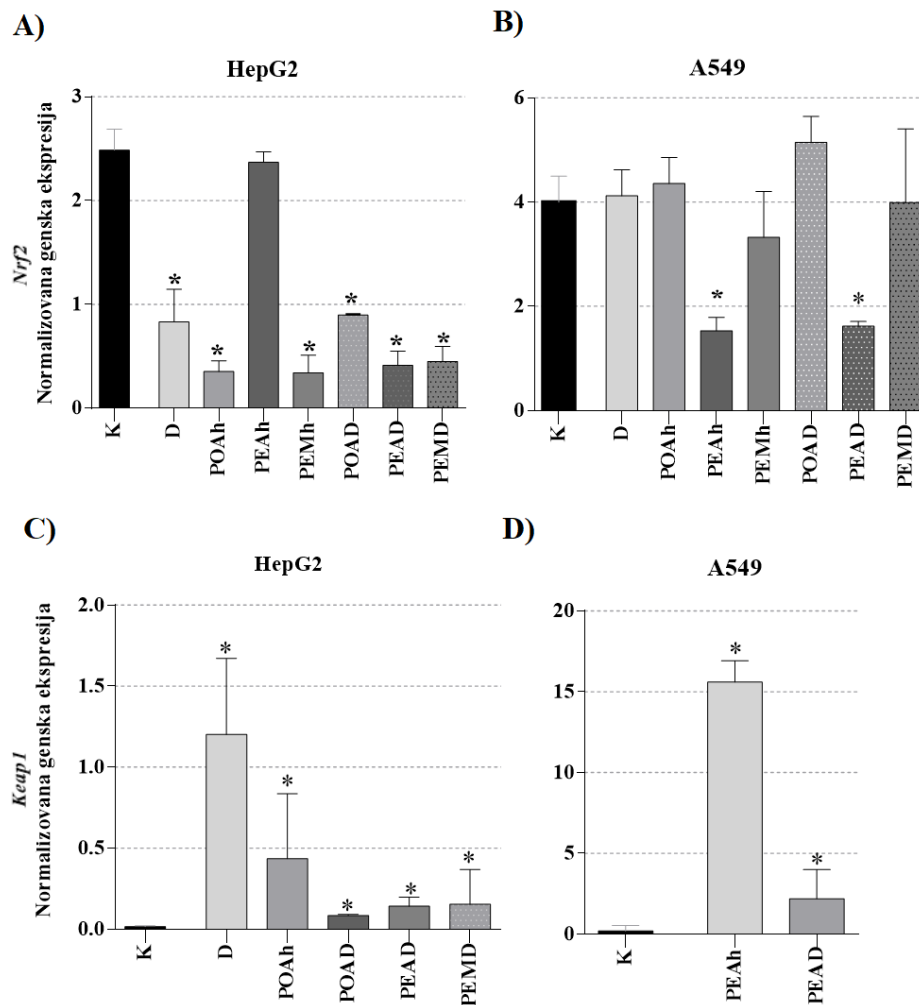 A)
HepG2
Nrf2
Normalizovana genska ekspresija
3
2
1
0
*
*
*
*
*
*
K
D
POAh
PEAh
PEMh
POAD
PEAD
PEMD
B)
A549
6
4
2
0
*
*
K
D
POAh
PEAh
PEMh
POAD
PEAD
PEMD
C)
HepG2
Keap1
Normalizovana genska ekspresija
2.0
1.5
1.0
0.5
0.0
*
*
*
*
*
K
D
POAh
POAD
PEAD
PEMD
D)
A549
20
15
10
5
0
*
*
K
PEAh
PEAD